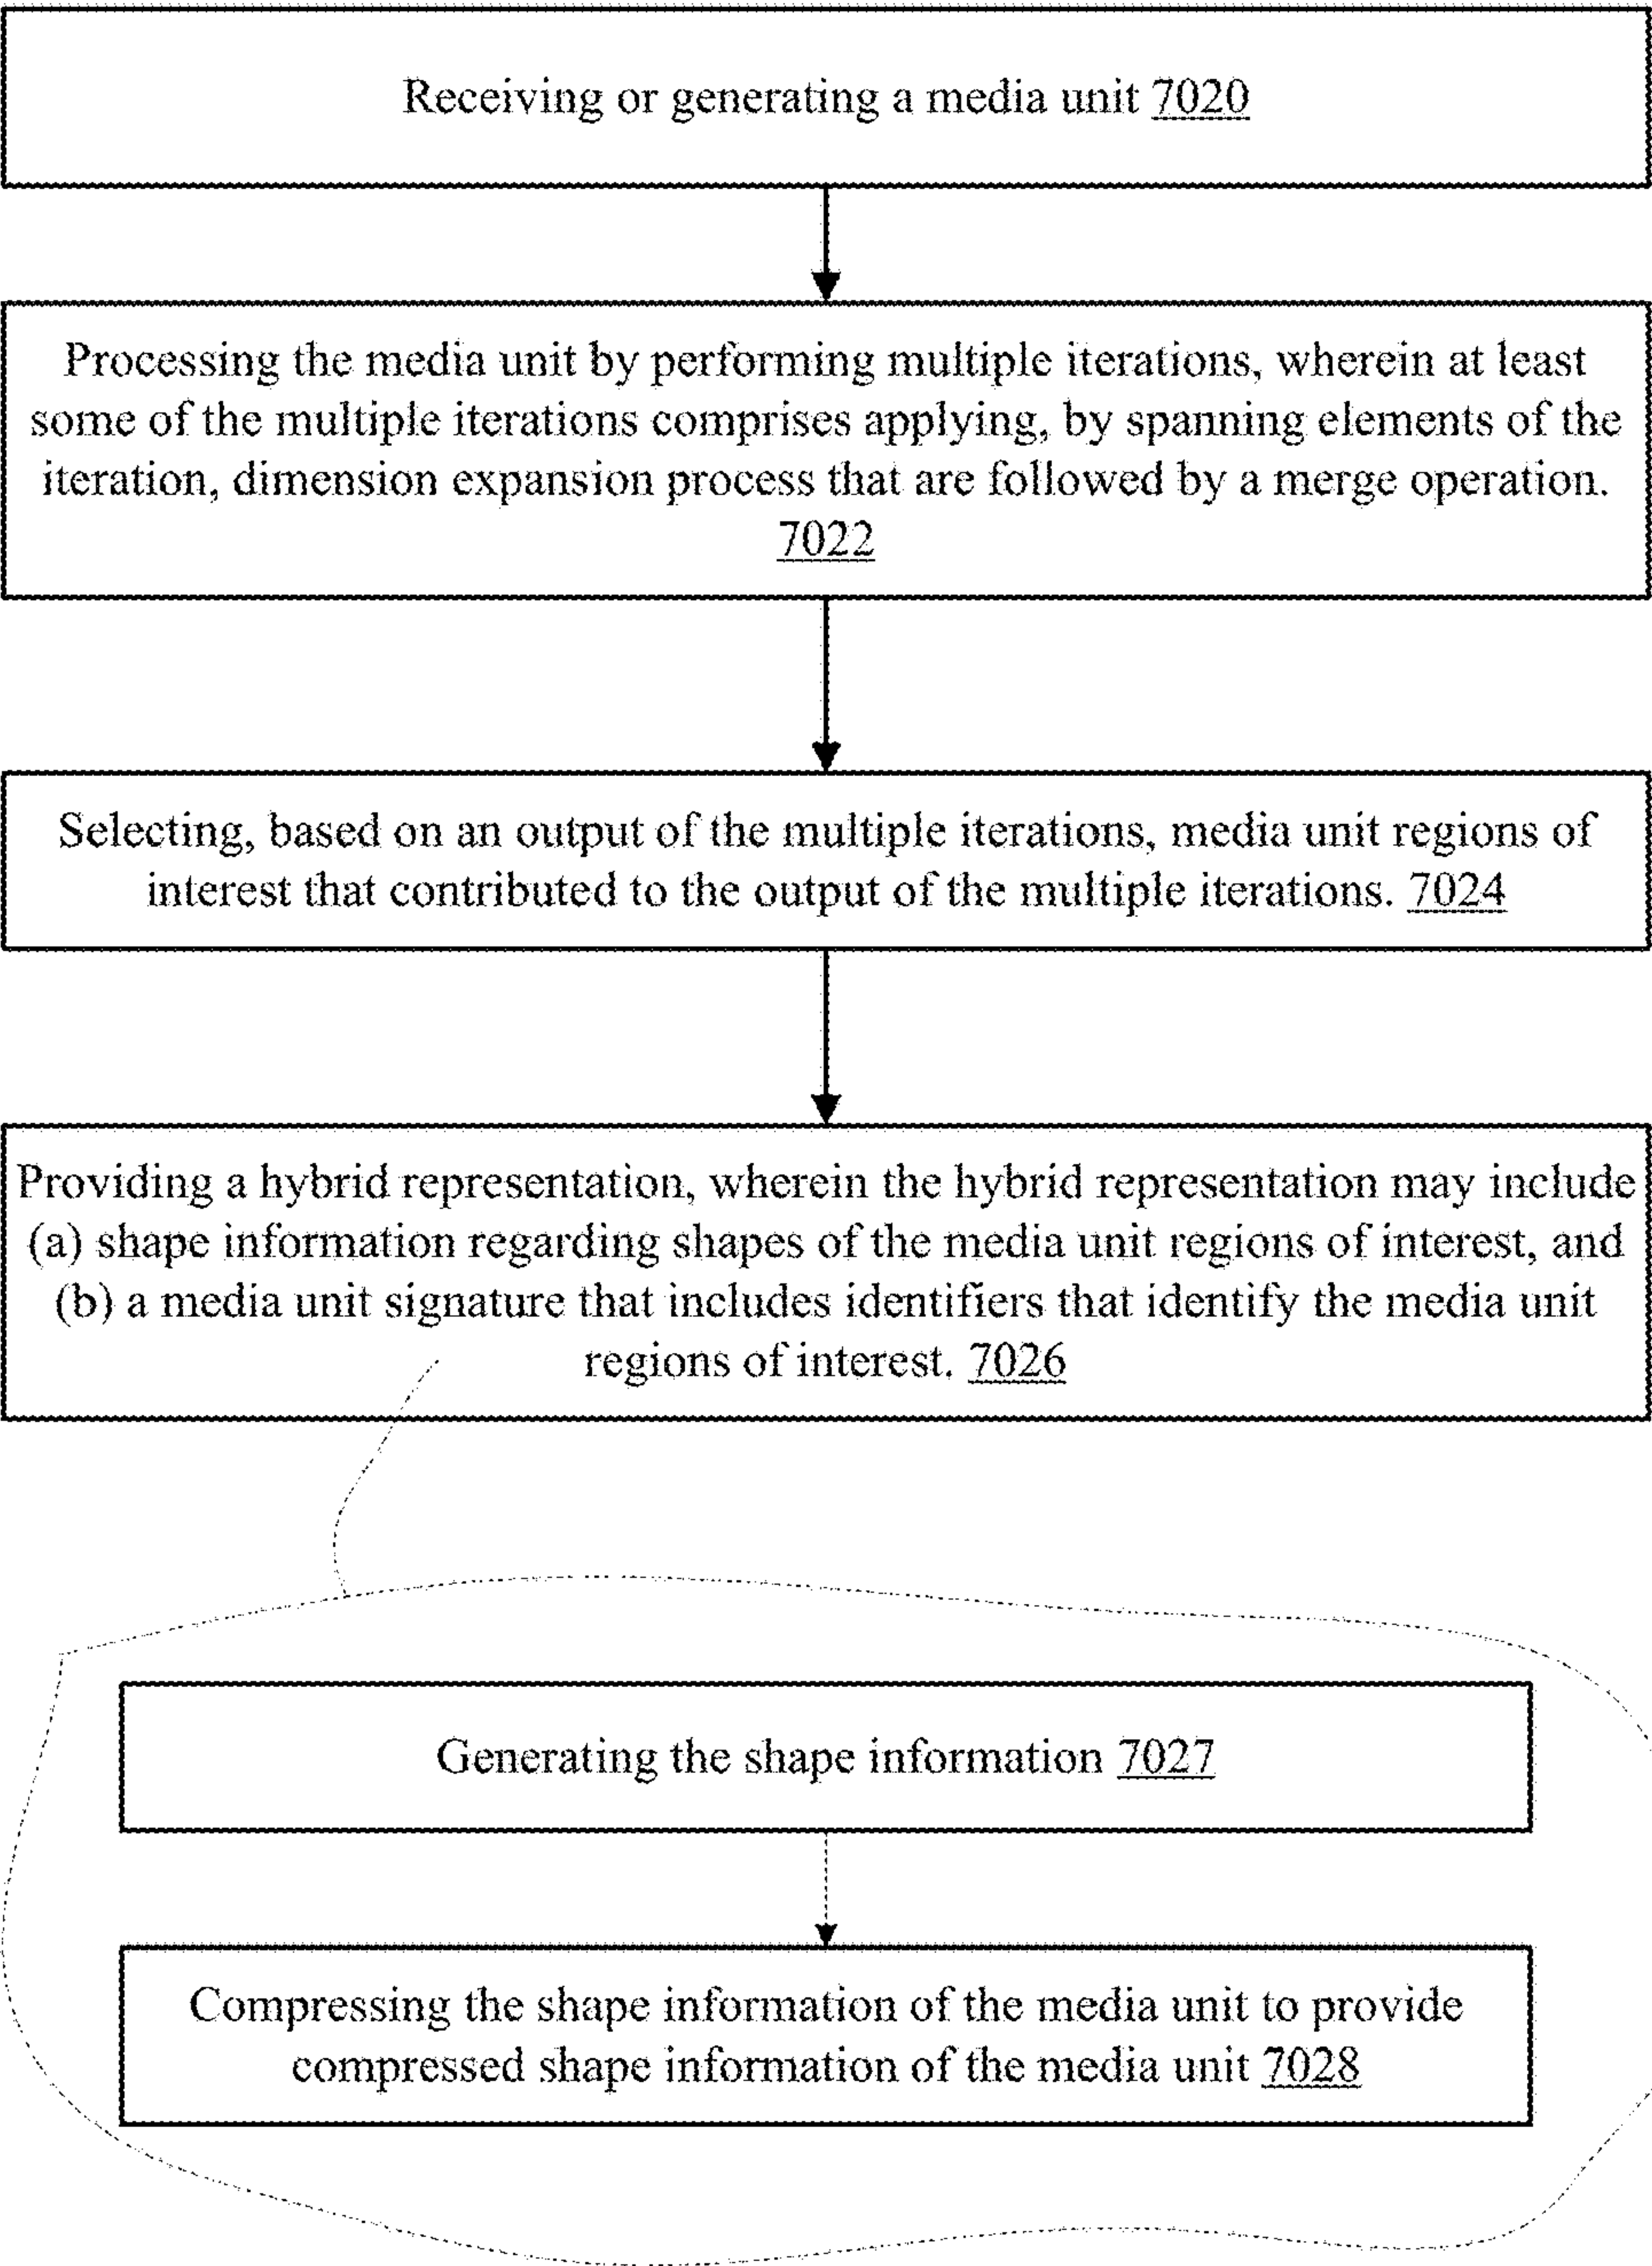 Receiving or generating a media unit 7020
Processing the media unit by performing multiple iterations, wherein at least
some of the multiple iterations comprises applying, by spanning elements of the
iteration, dimension expansion process that are followed by a merge operation.
7022
Selecting, based on an output of the multiple iterations, media unit regions of
interest that contributed to the output of the multiple iterations. 7024
Providing a hybrid representation, wherein the hybrid representation may include
(a) shape information regarding shapes of the media unit regions of interest, and
(b) a media unit signature that includes identifiers that identify the media unit
regions of interest. 7026
Generating the shape information 7027
Compressing the shape information of the media unit to provide
compressed shape information of the media unit 7028